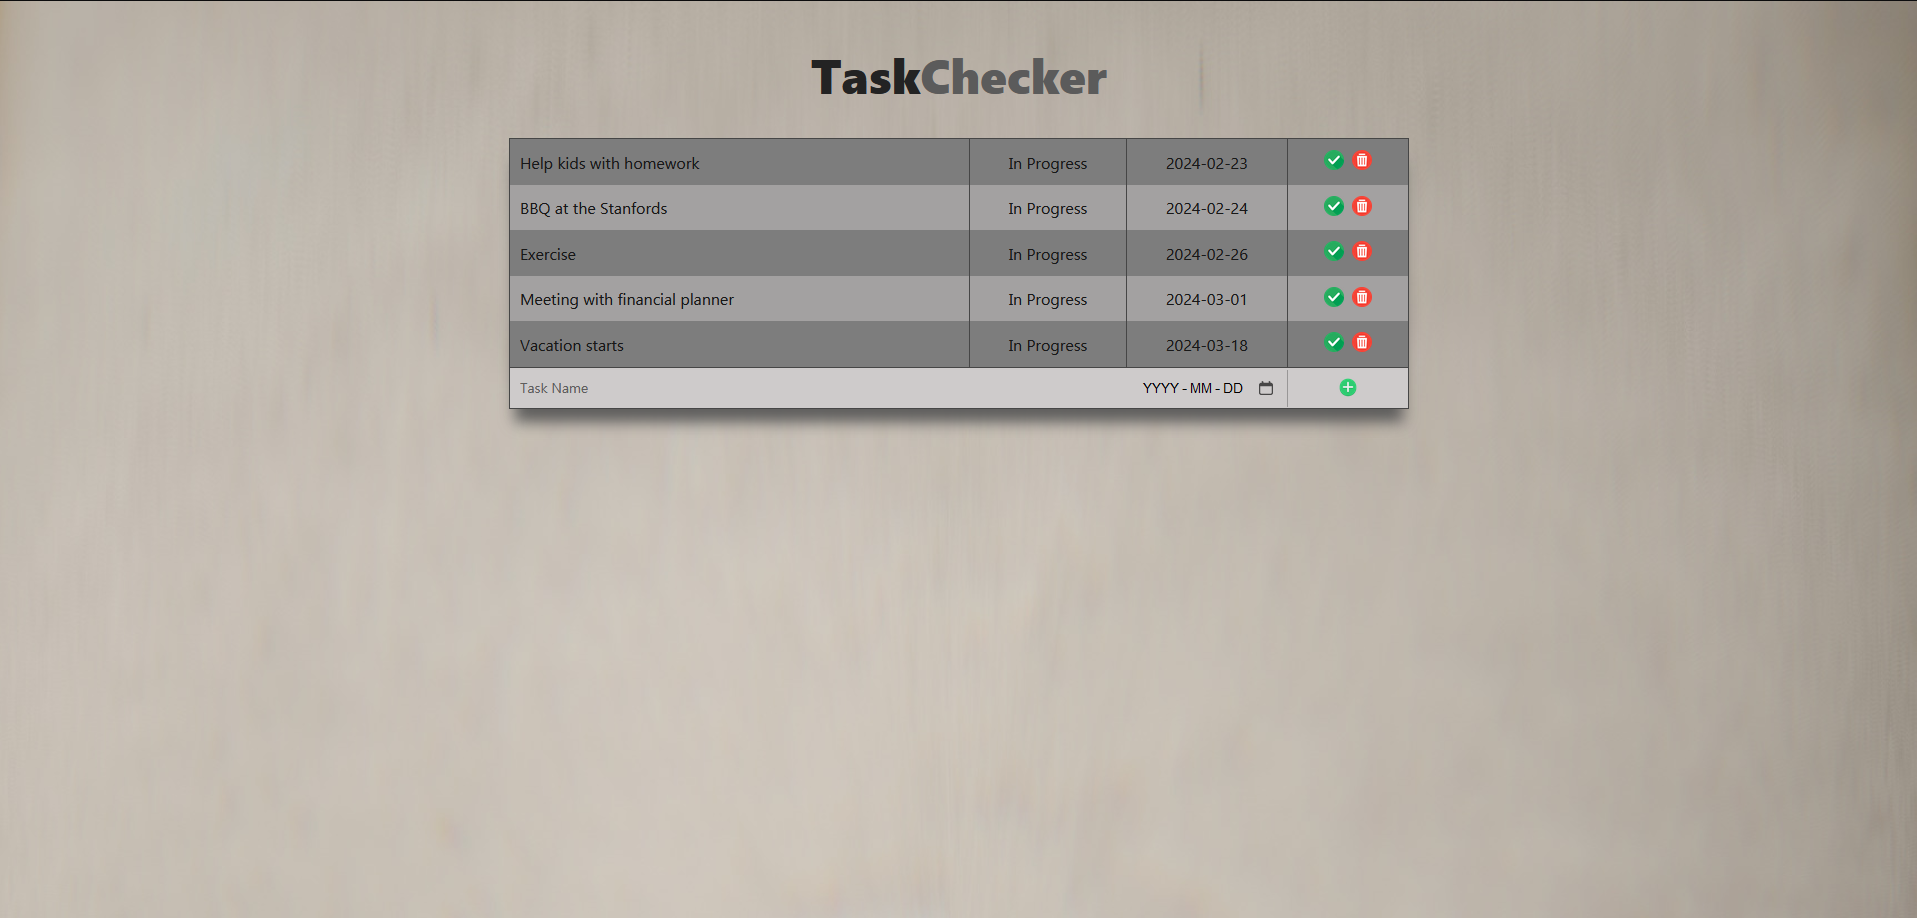 TaskChecker
Help kids with homework In Progress 2024-02-23
BBQ at the Stanfords In Progress 2024-02-24
Exercise In Progress 2024-02-26
Meeting with financial planner In Progress 2024-03-01
Vacation starts In Progress 2024-03-18
Task Name YYYY - MM - DD